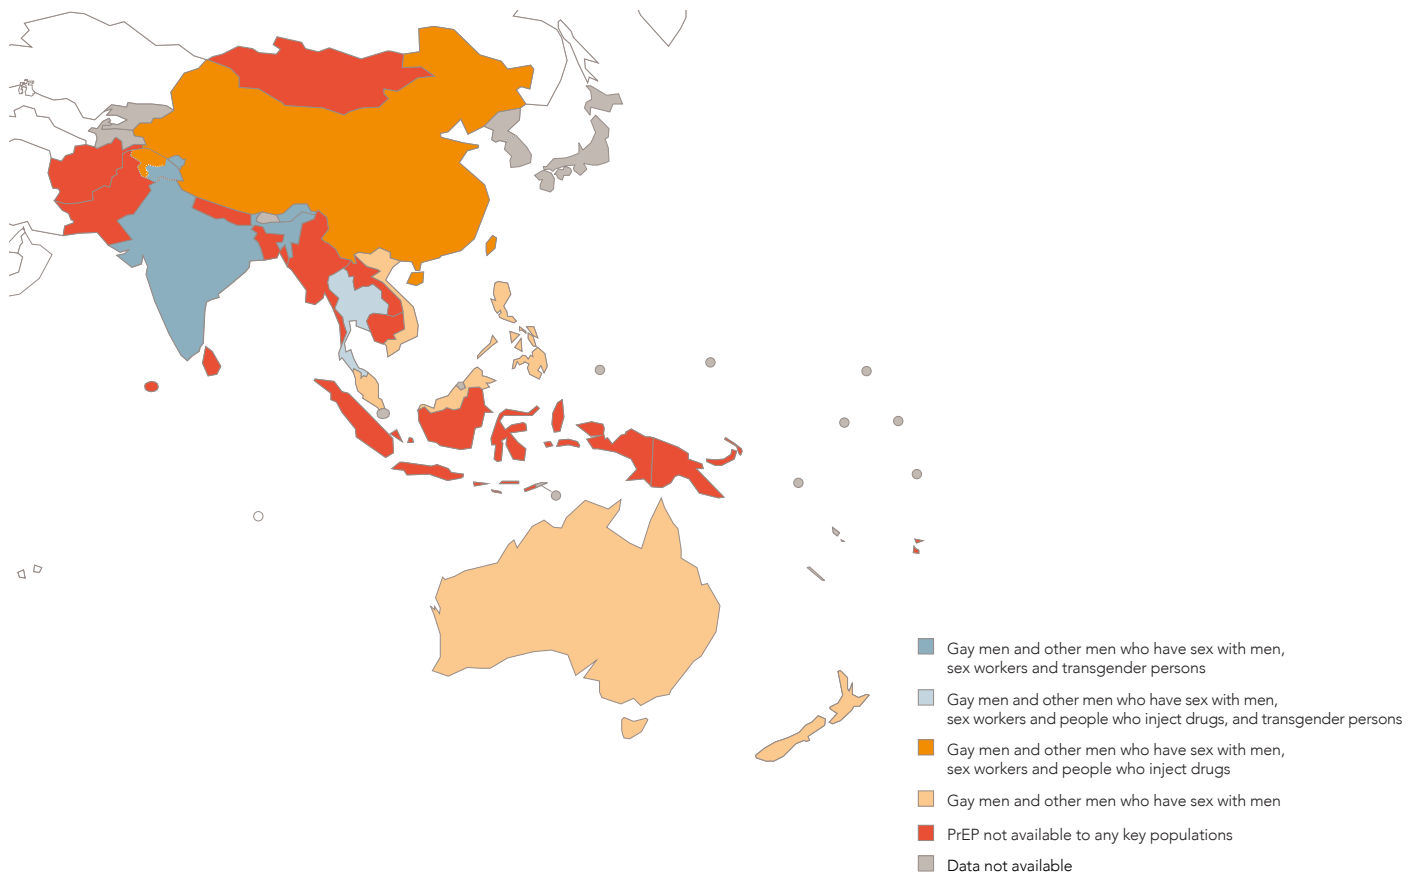 Gay men and other men who have sex with men,
sex workers and transgender persons
Gay men and other men who have sex with men,
sex workers and people who inject drugs, and transgender persons
Gay men and other men who have sex with men,
sex workers and people who inject drugs
Gay men and other men who have sex with men
PrEP not available to any key populations
Data not available